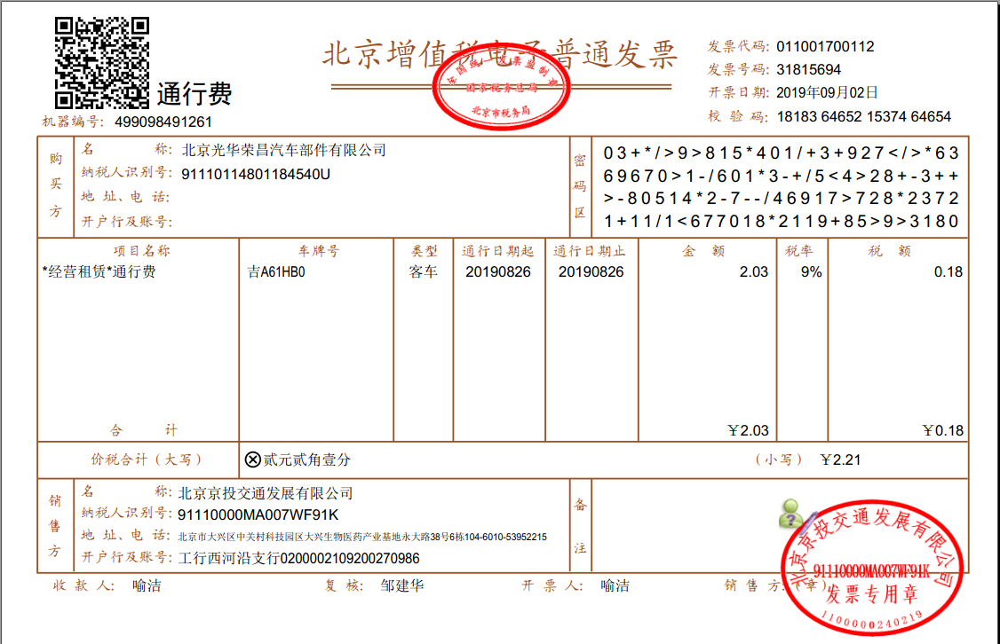 北京增值税电子普通发票
全国统一发票监制章
国家税务总局
北京市税务局
通行费
机器编号: 499098491261
发票代码: 011001700112
发票号码: 31815694
开票日期: 2019年09月02日
校 验 码: 18183 64652 15374 64654
购买方
名 称: 北京光华荣昌汽车部件有限公司
纳税人识别号: 91110114801184540U
地 址、电 话:
开户行及账号:
密码区
03+*/>9>815*401/+3+927</>*63
69670>1-/601*3-+/5<4>28+-3++
>-80514*2-7--/46917>728*2372
1+11/1<677018*2119+85>9>3180
项目名称 车牌号 类型 通行日期起 通行日期止 金 额 税率 税 额
*经营租赁*通行费 吉A61HB0 客车 20190826 20190826 2.03 9% 0.18
合 计 ¥2.03 ¥0.18
价税合计(大写) ⊗贰元贰角壹分 (小写) ¥2.21
销售方
名 称: 北京京投交通发展有限公司
纳税人识别号: 91110000MA007WF91K
地 址、电 话: 北京市大兴区中关村科技园区大兴生物医药产业基地永大路38号6栋104-6010-53952215
开户行及账号: 工行西河沿支行0200002109200270986
备注
收 款 人: 喻洁 复 核: 邹建华 开 票 人: 喻洁 销 售 方:(章)
北京京投交通发展有限公司
91110000MA007WF91K
发票专用章
1100000240219